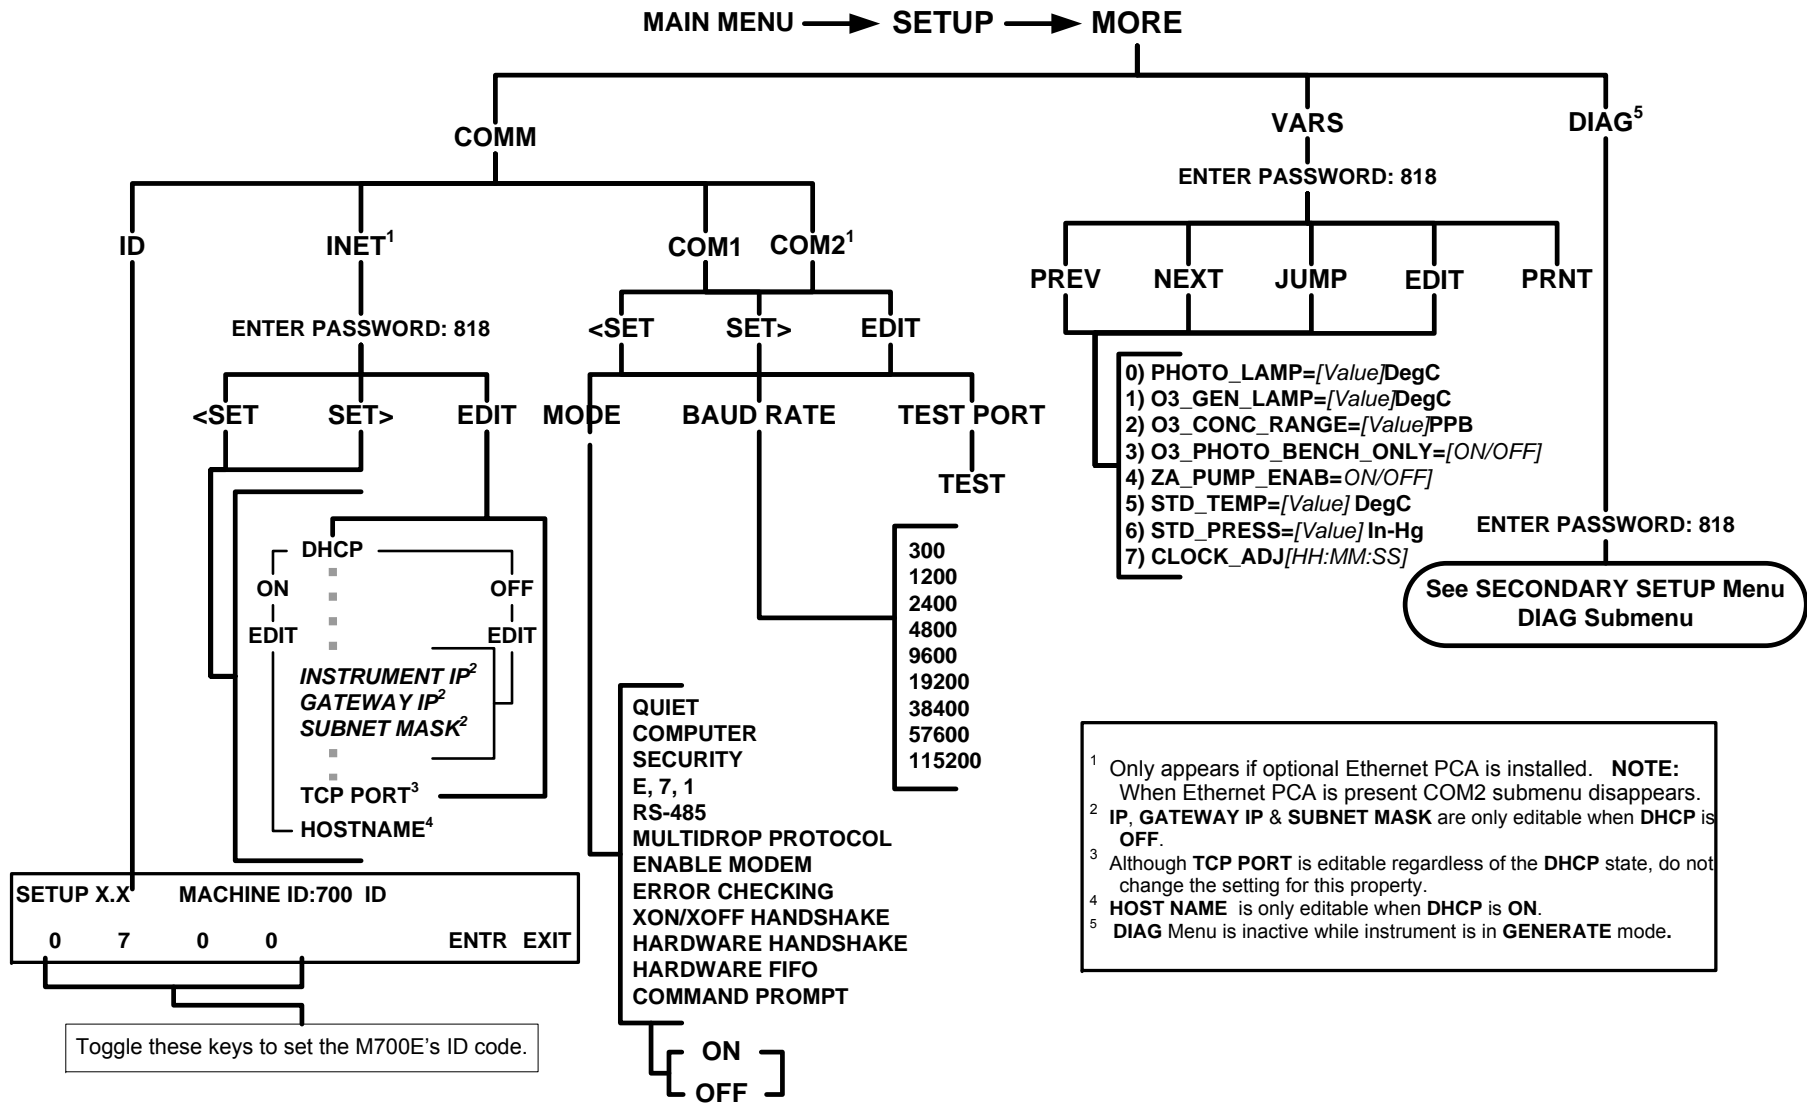 MAIN MENU SETUP MORE
COMM
VARS
DIAG5
ENTER PASSWORD: 818
ID
INET1
COM1
COM21
PREV
NEXT
JUMP
EDIT
PRNT
ENTER PASSWORD: 818
<SET
SET>
EDIT
<SET
SET>
EDIT
MODE
BAUD RATE
TEST PORT
TEST
0) PHOTO_LAMP=[Value]DegC
1) O3_GEN_LAMP=[Value]DegC
2) O3_CONC_RANGE=[Value]PPB
3) O3_PHOTO_BENCH_ONLY=[ON/OFF]
4) ZA_PUMP_ENAB=ON/OFF]
5) STD_TEMP=[Value] DegC
6) STD_PRESS=[Value] In-Hg
7) CLOCK_ADJ[HH:MM:SS]
ENTER PASSWORD: 818
See SECONDARY SETUP Menu
DIAG Submenu
DHCP
ON
OFF
EDIT
EDIT
INSTRUMENT IP2
GATEWAY IP2
SUBNET MASK2
TCP PORT3
HOSTNAME4
300
1200
2400
4800
9600
19200
38400
57600
115200
QUIET
COMPUTER
SECURITY
E, 7, 1
RS-485
MULTIDROP PROTOCOL
ENABLE MODEM
ERROR CHECKING
XON/XOFF HANDSHAKE
HARDWARE HANDSHAKE
HARDWARE FIFO
COMMAND PROMPT
ON
OFF
SETUP X.X MACHINE ID:700 ID
0 7 0 0 ENTR EXIT
Toggle these keys to set the M700E's ID code.
1 Only appears if optional Ethernet PCA is installed. NOTE:
When Ethernet PCA is present COM2 submenu disappears.
2 IP, GATEWAY IP & SUBNET MASK are only editable when DHCP is
OFF.
3 Although TCP PORT is editable regardless of the DHCP state, do not
change the setting for this property.
4 HOST NAME is only editable when DHCP is ON.
5 DIAG Menu is inactive while instrument is in GENERATE mode.